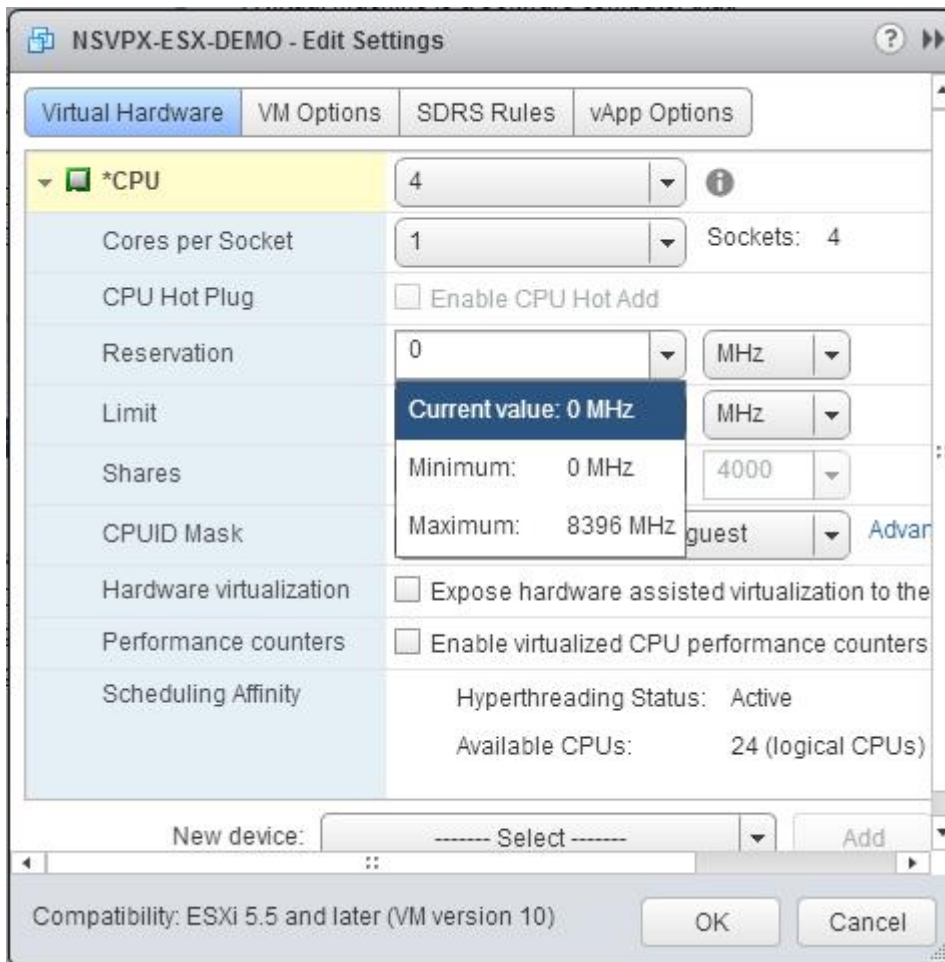 NSVPX-ESX-DEMO - Edit Settings ?
Virtual Hardware VM Options SDRS Rules vApp Options
*CPU 4
Cores per Socket 1 Sockets: 4
CPU Hot Plug Enable CPU Hot Add
Reservation 0 MHz
Current value: 0 MHz
Limit MHz
Minimum: 0 MHz
Shares 4000
Maximum: 8396 MHz
CPUID Mask guest Advan
Hardware virtualization Expose hardware assisted virtualization to the
Performance counters Enable virtualized CPU performance counters
Scheduling Affinity Hyperthreading Status: Active
Available CPUs: 24 (logical CPUs)
New device: ------- Select ------- Add
Compatibility: ESXi 5.5 and later (VM version 10) OK Cancel